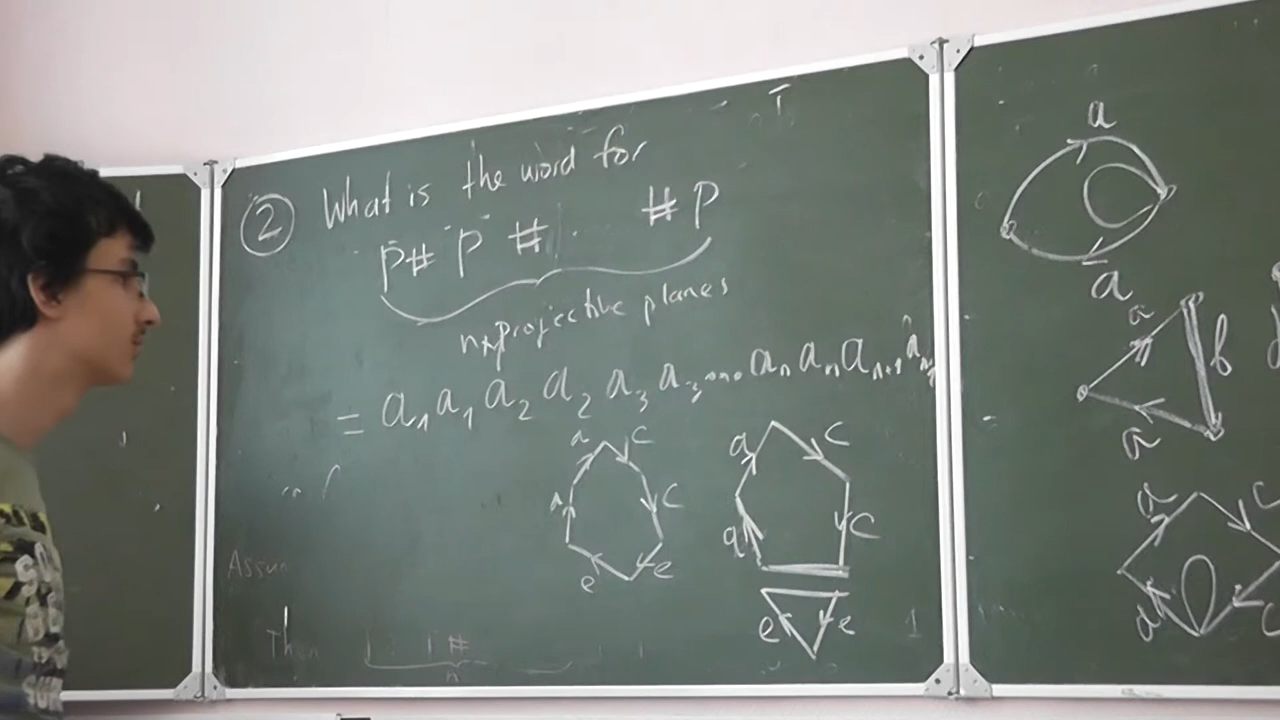 ② What is the word for
P # P # . . # P
n projective planes
= a₁ a₁ a₂ a₂ a₃ a₃ .... aₙ aₙ aₙ₊₁ aₙ₊₁
a c a c
a c a c
e e e e
Assum
Then #
n
a
a
a b
a
a c
a c